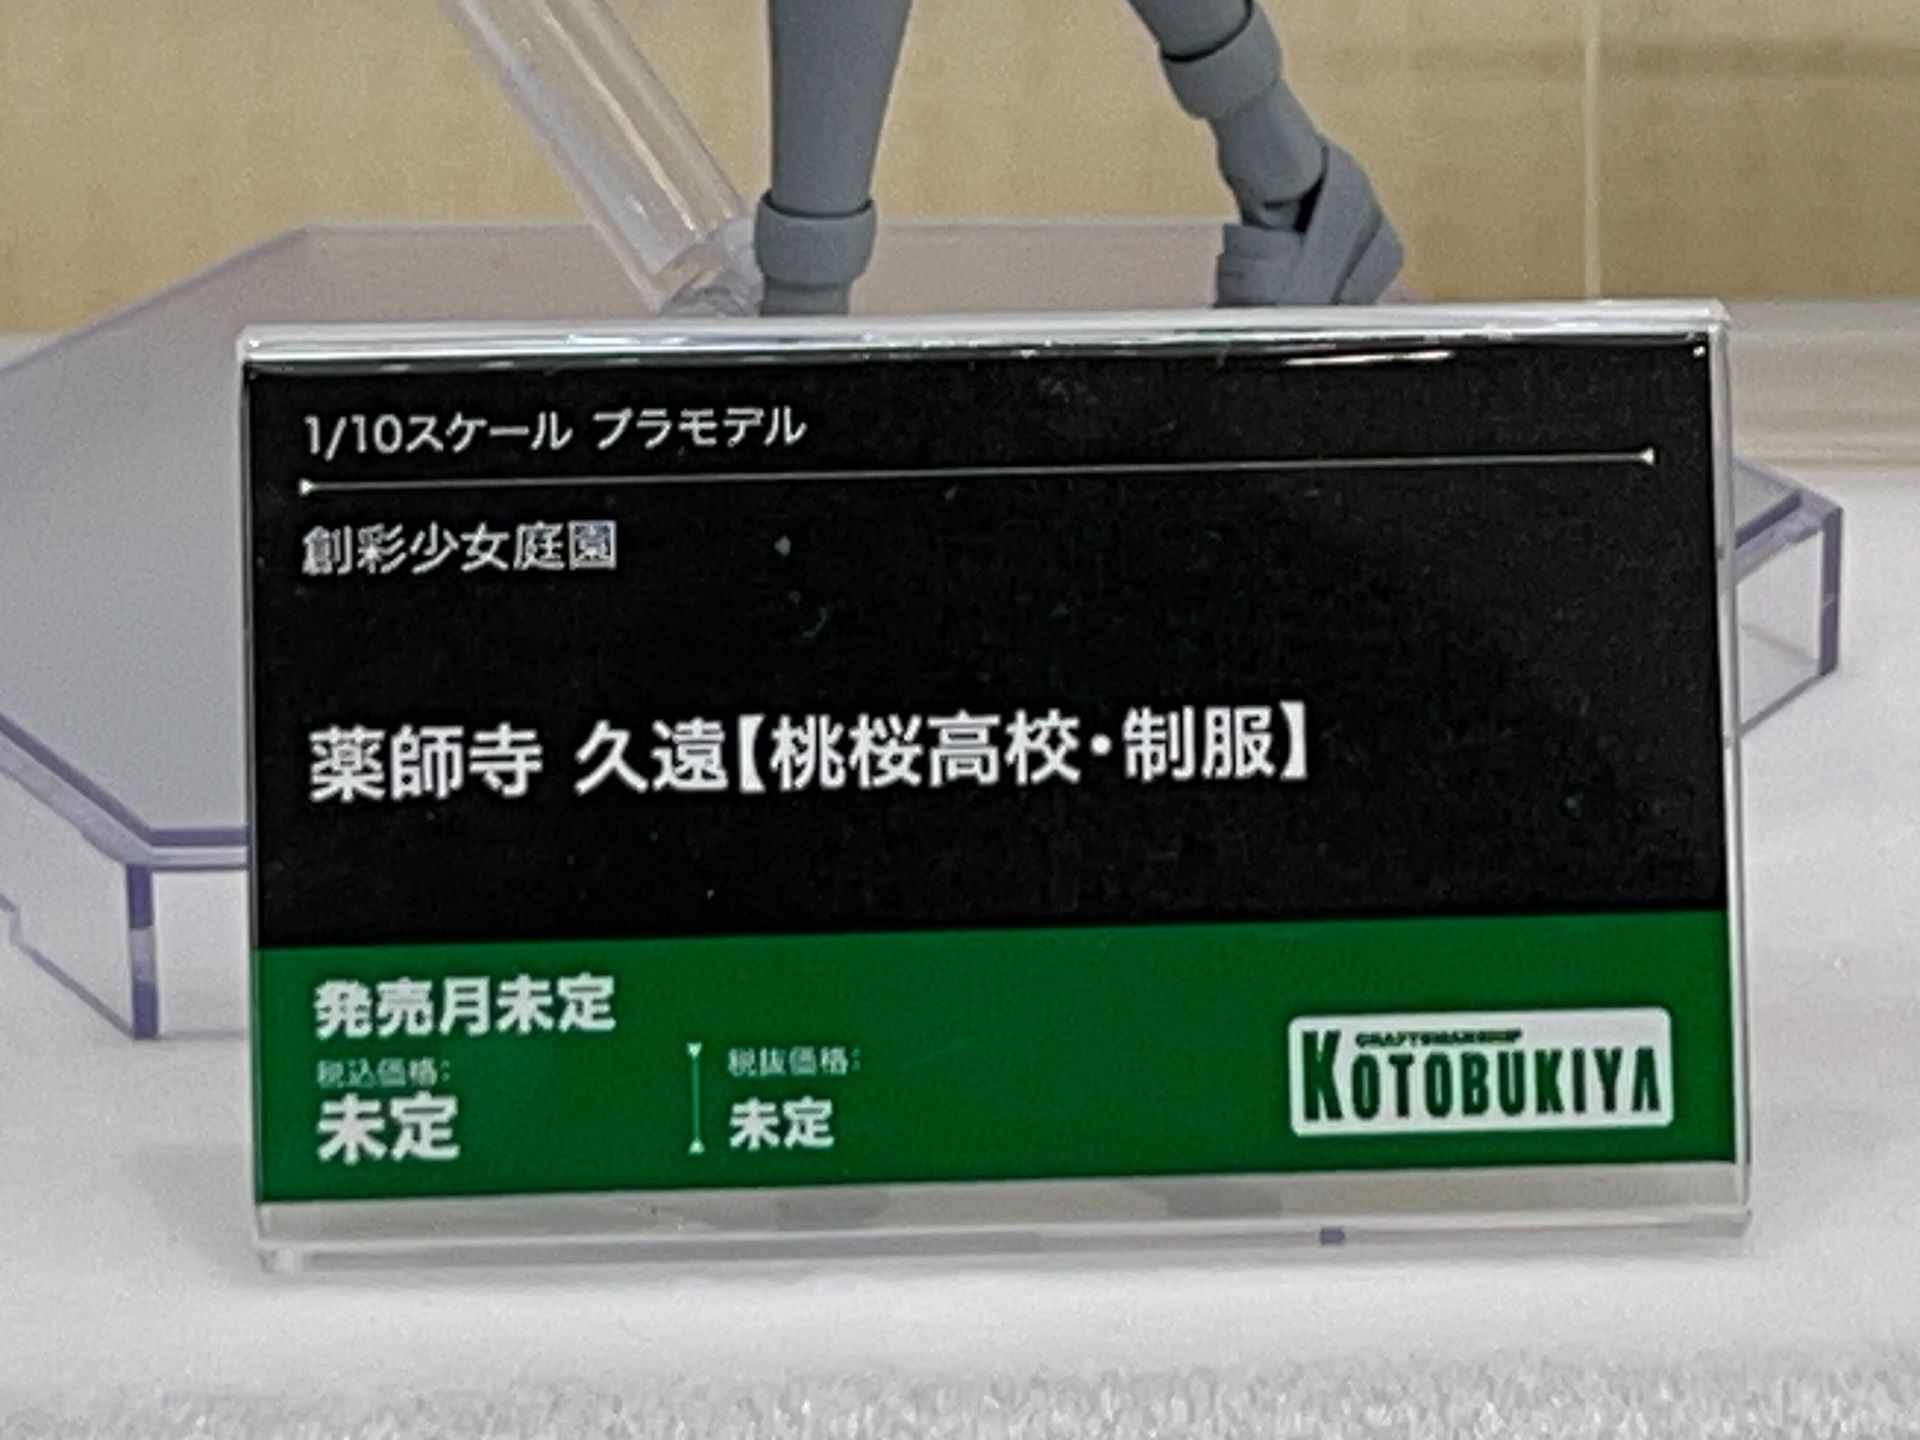 1/10スケール プラモデル
創彩少女庭園
薬師寺 久遠【桃桜高校・制服】
発売月未定
税込価格:
未定
税抜価格:
未定
CRAFTSMANSHIP
KOTOBUKIYA